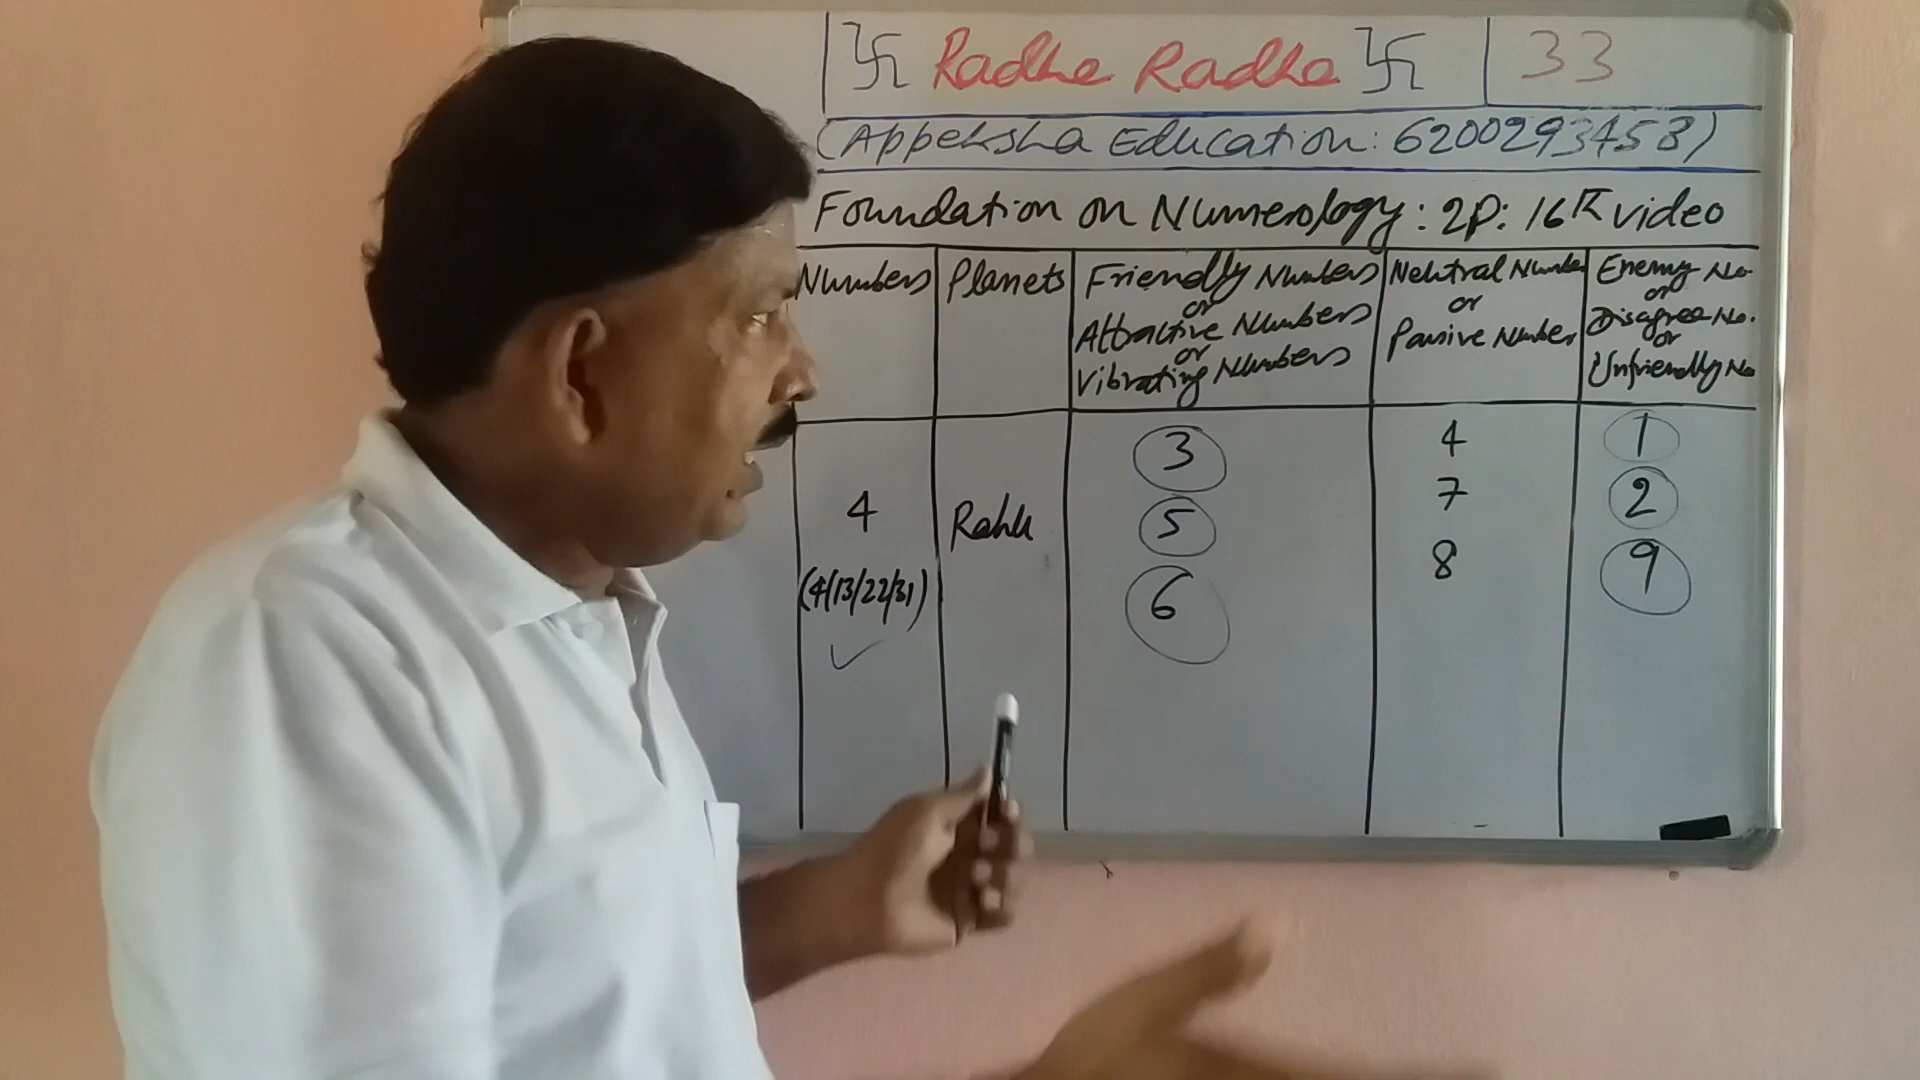 卐 Radhe Radha 卐 33
(Appeksha Education: 6200293458)
Foundation on Numerology: 2P: 16th video
Numbers
Planets
Friendly Numbers
or
Attractive Numbers
or
Vibrating Numbers
Neutral Number
or
Passive Number
Enemy No.
or
Disagree No.
or
Unfriendly No
4
(4/13/22/31)
Rahu
3
5
6
4
7
8
1
2
9